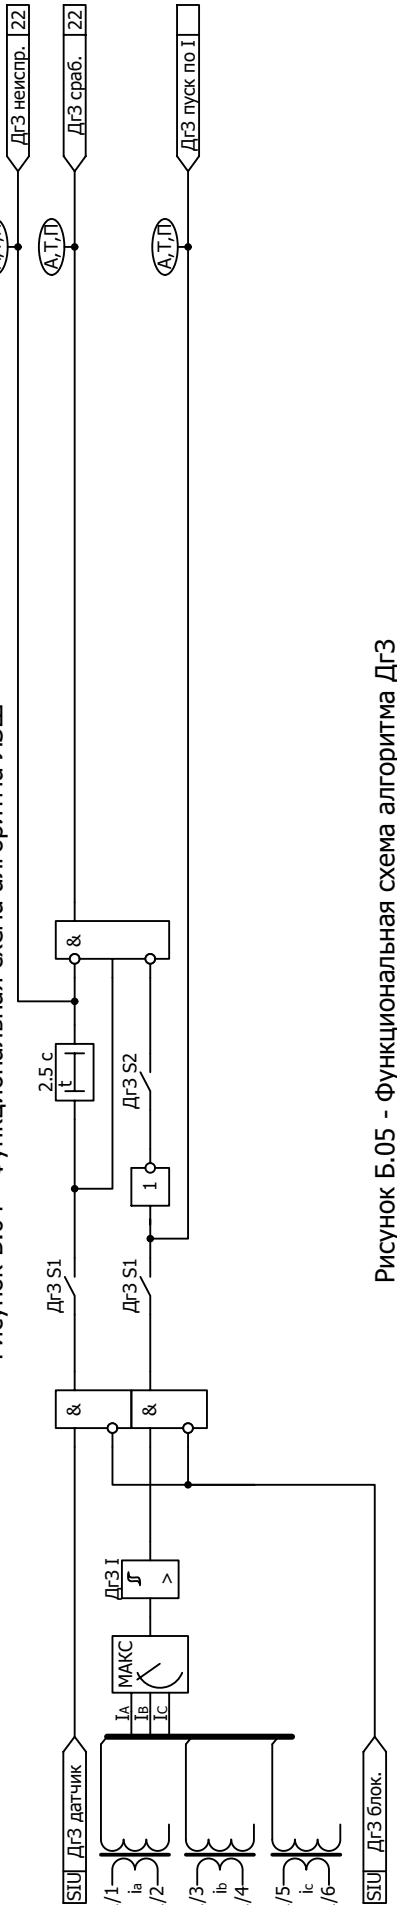 ДгЗ неиспр. 22
ДгЗ сраб. 22
ДгЗ пуск по I
А,Т,П
А,Т,П
&
2.5 с
t
ДгЗ S2
1
ДгЗ S1
ДгЗ S1
&
&
ДгЗ I
>
МАКС
IA
IB
IC
SIU ДгЗ датчик
/1
ia
/2
/3
ib
/4
/5
ic
/6
SIU ДгЗ блок.
Рисунок Б.05 - Функциональная схема алгоритма ДгЗ